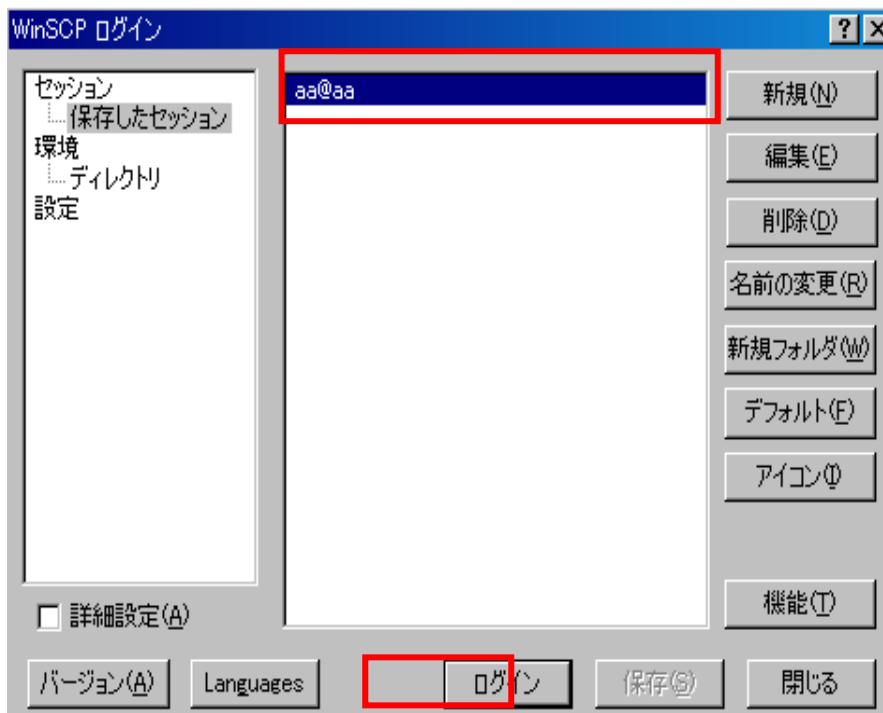 WinSCP ログイン
セッション
保存したセッション
環境
ディレクトリ
設定
aa@aa
新規(N)
編集(E)
削除(D)
名前の変更(R)
新規フォルダ(W)
デフォルト(F)
アイコン(I)
機能(T)
詳細設定(A)
バージョン(A) Languages ログイン 保存(S) 閉じる